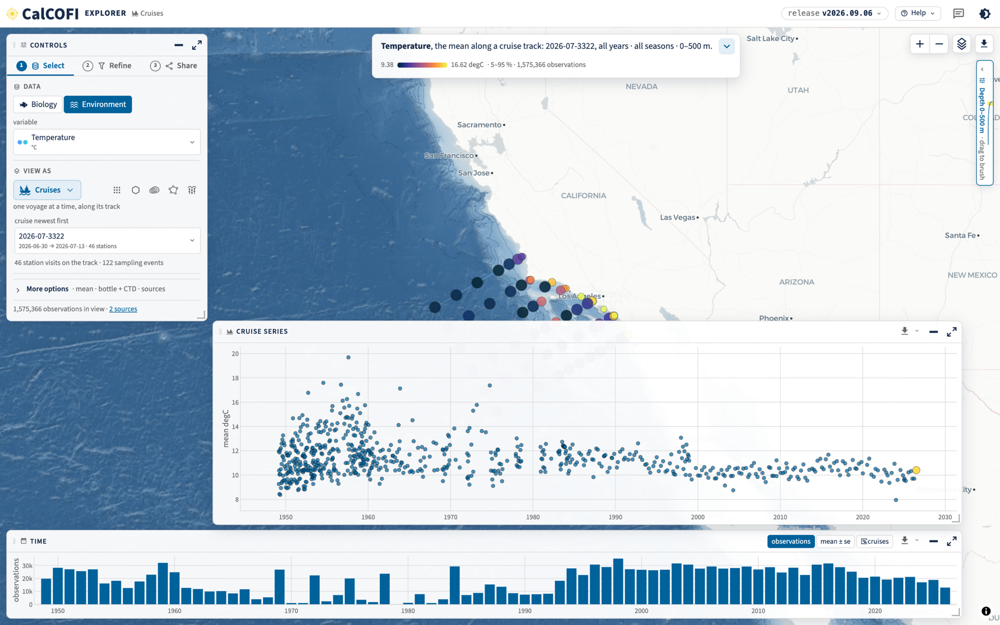 CalCOFI EXPLORER Cruises
release v2026.09.06
Help
CONTROLS
1 Select
2 Refine
3 Share
DATA
Biology
Environment
variable
Temperature
°C
VIEW AS
Cruises
one voyage at a time, along its track
cruise newest first
2026-07-3322
2026-06-30 → 2026-07-13 · 46 stations
46 station visits on the track · 122 sampling events
More options · mean · bottle + CTD · sources
1,575,366 observations in view · 2 sources
Temperature, the mean along a cruise track: 2026-07-3322, all years · all seasons · 0–500 m.
9.38 16.62 degC · 5–95 % · 1,575,366 observations
Depth 0–500 m · drag to brush
Salt Lake City
NEVADA
UTAH
Sacramento
San Francisco
San Jose
CALIFORNIA
Las Vegas
Santa Fe
ARIZONA
NEW MEXICO
Los Angeles
Phoenix
CRUISE SERIES
mean degC
20
18
16
14
12
10
8
1950 1960 1970 1980 1990 2000 2010 2020 2030
Chihuahua City
TIME
observations
mean ± se
cruises
observations
30k
20k
10k
0
1950 1960 1970 1980 1990 2000 2010 2020